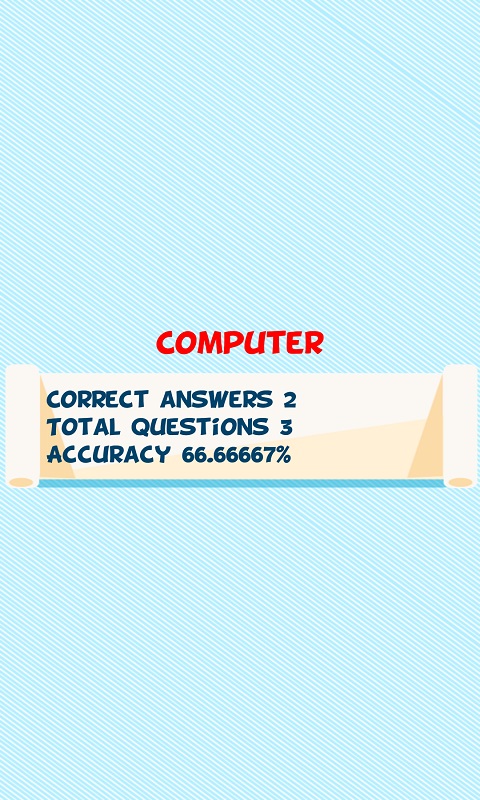 COMPUTER
CORRECT ANSWERS 2
TOTAL QUESTIONS 3
ACCURACY 66.66667%